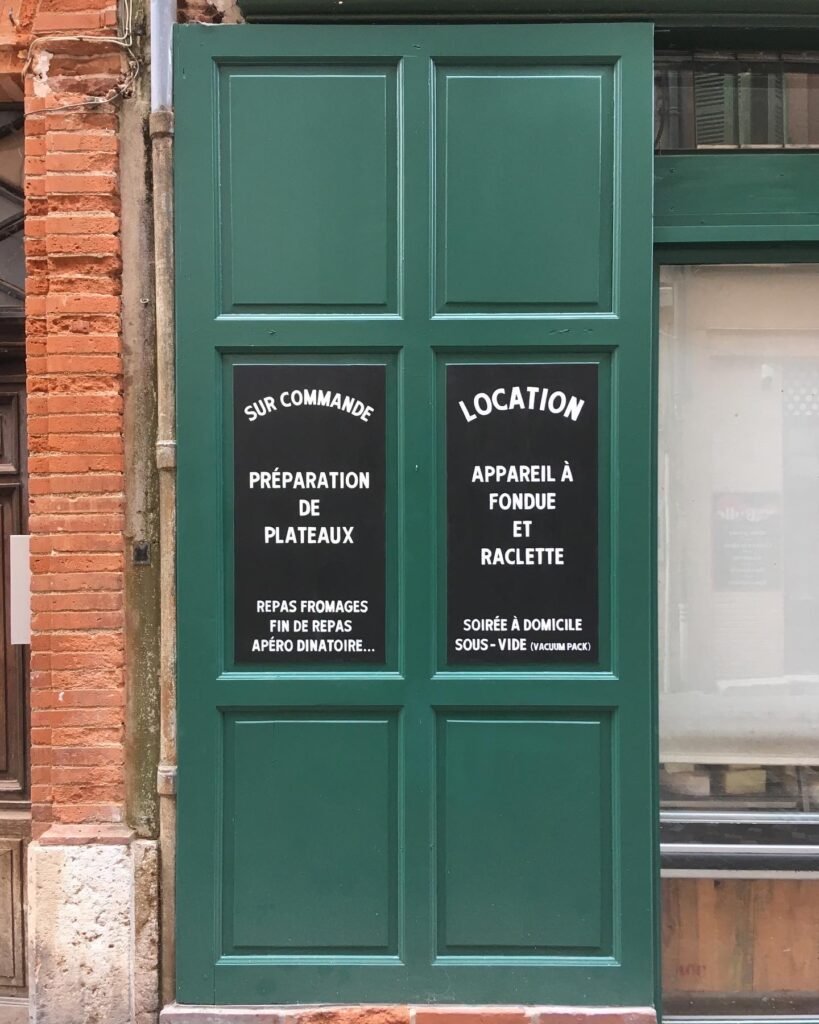 SUR COMMANDE
PRÉPARATION
DE
PLATEAUX
REPAS FROMAGES
FIN DE REPAS
APÉRO DINATOIRE...
LOCATION
APPAREIL À
FONDUE
ET
RACLETTE
SOIRÉE À DOMICILE
SOUS-VIDE (VACUUM PACK)